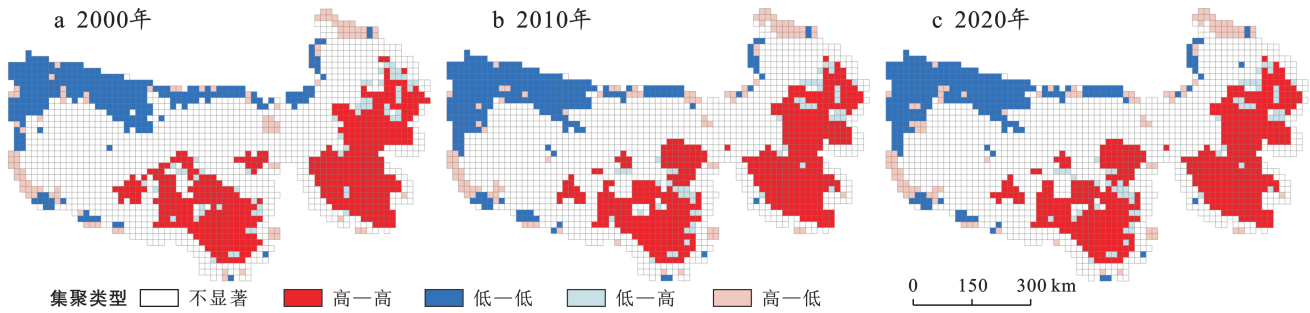 a 2000年
b 2010年
c 2020年
集聚类型 不显著 高—高 低—低 低—高 高—低
0 150 300 km